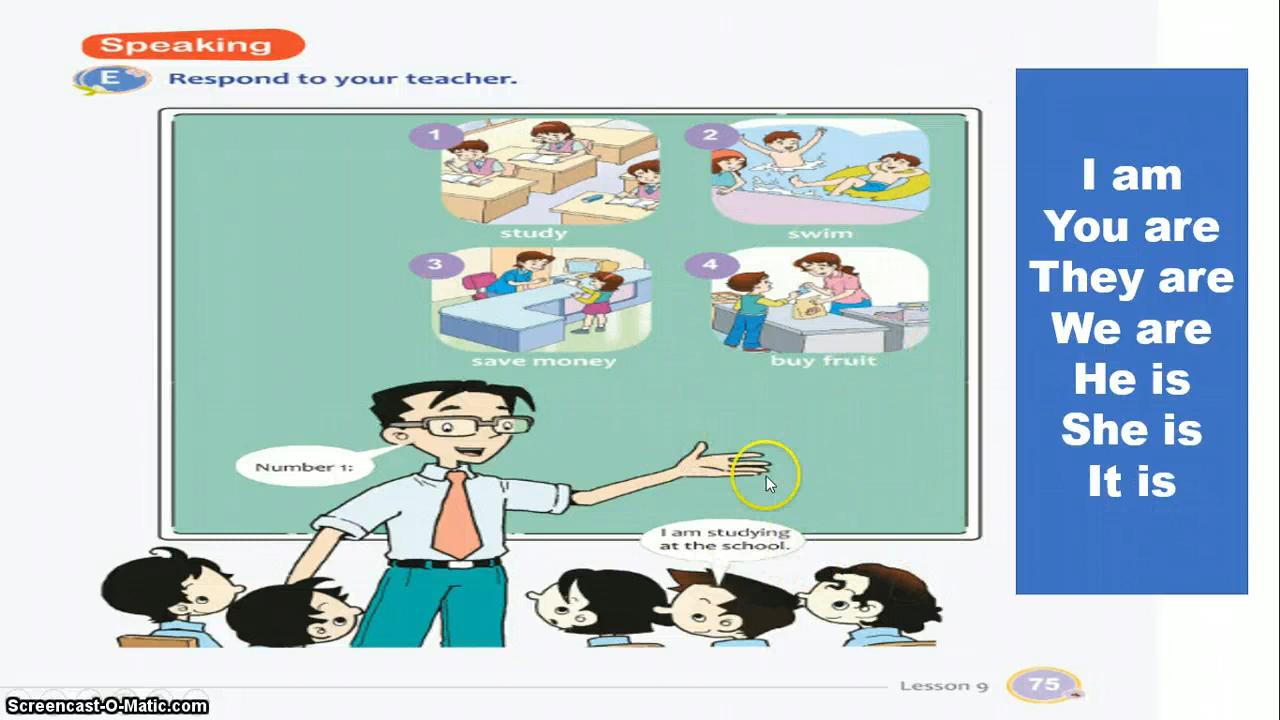 Speaking
E Respond to your teacher.
1
2
study
swim
3
4
save money
buy fruit
Number 1:
I am studying
at the school.
I am
You are
They are
We are
He is
She is
It is
Lesson 9 75
Screencast-O-Matic.com